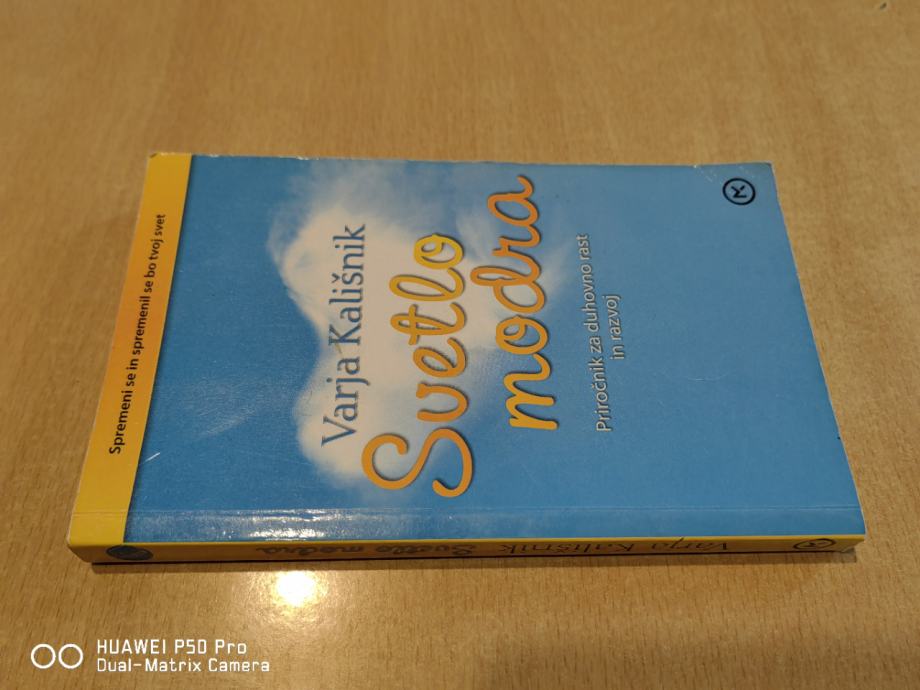 Spremeni se in spremenil se bo tvoj svet
Varja Kališnik
Svetlo
modra
Priročnik za duhovno rast
in razvoj
Svetlo modra Varja Kališnik
HUAWEI P50 Pro
Dual-Matrix Camera